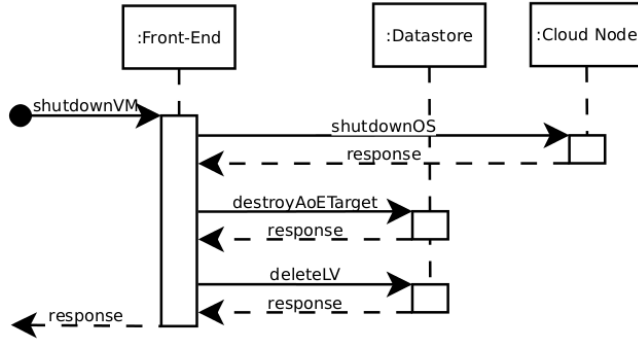 :Front-End
:Datastore
:Cloud Node
shutdownVM
shutdownOS
response
destroyAoETarget
response
deleteLV
response
response